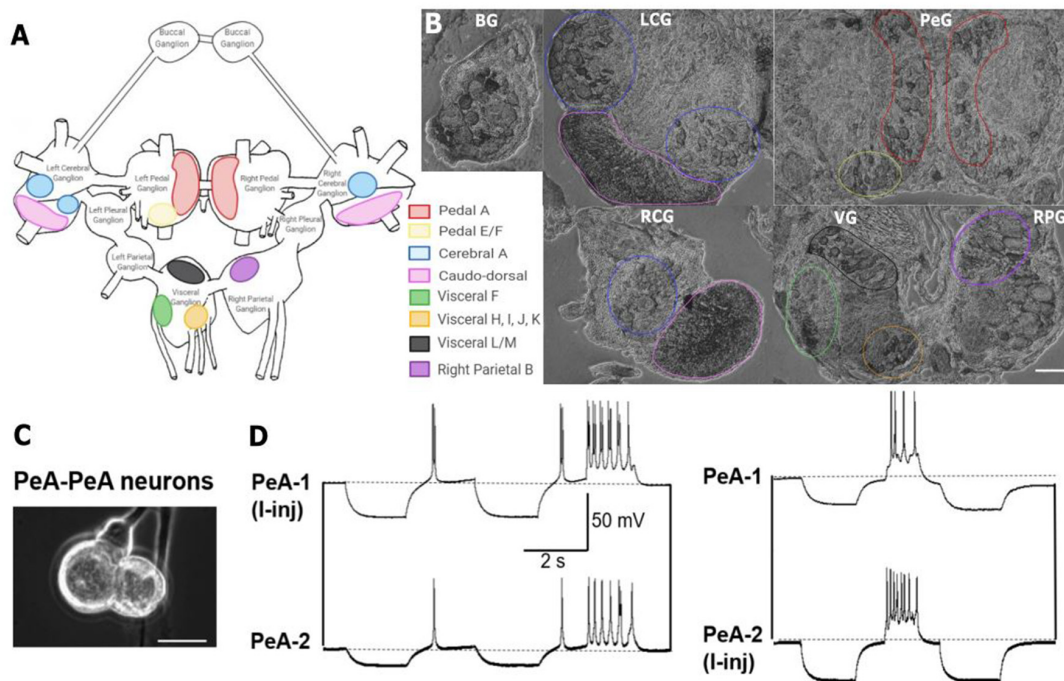 A
Buccal
Ganglion
Buccal
Ganglion
Left Cerebral
Ganglion
Left Pedal
Ganglion
Right Pedal
Ganglion
Right
Cerebral
Ganglion
Left Pleural
Ganglion
Right Pleural
Ganglion
Left Parietal
Ganglion
Visceral
Ganglion
Right Parietal
Ganglion
Pedal A
Pedal E/F
Cerebral A
Caudo-dorsal
Visceral F
Visceral H, I, J, K
Visceral L/M
Right Parietal B
B
BG
LCG
PeG
RCG
VG
RPG
C
PeA-PeA neurons
D
PeA-1
(I-inj)
50 mV
2 s
PeA-2
PeA-1
PeA-2
(I-inj)